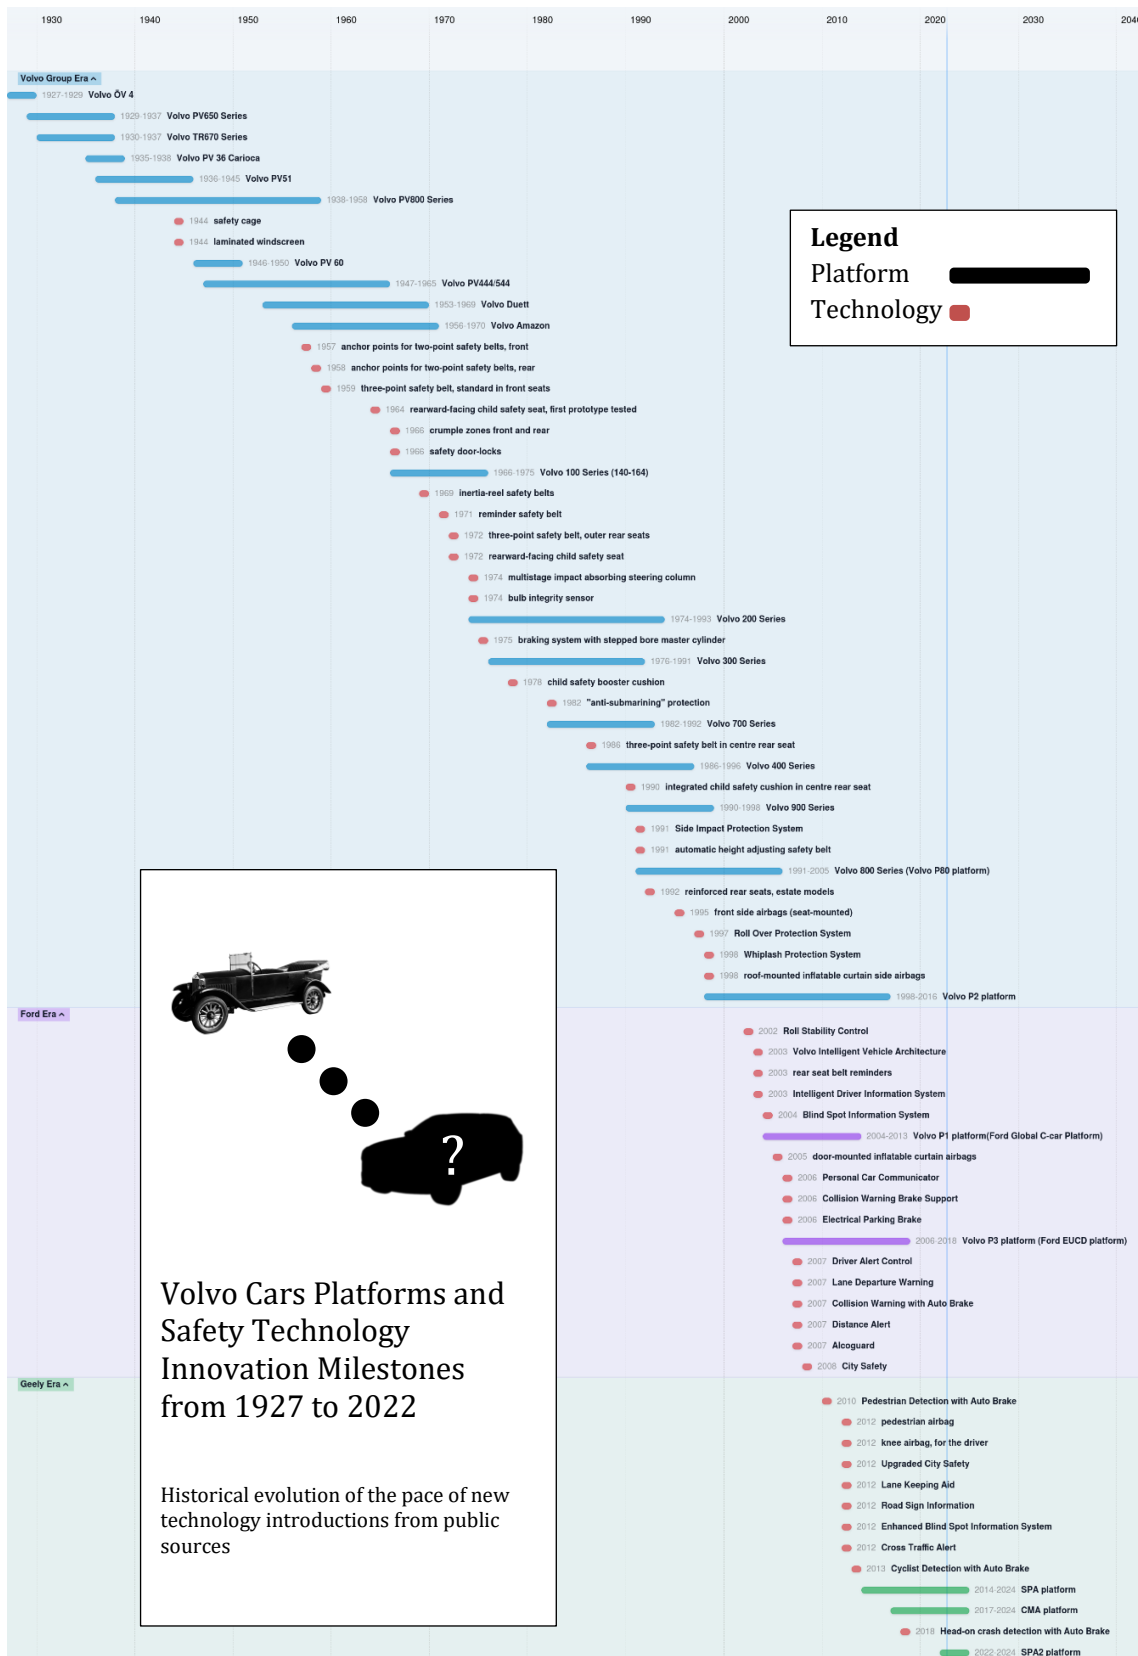 1930 1940 1950 1960 1970 1980 1990 2000 2010 2020 2030 2040
Volvo Group Era
1927-1929 Volvo ÖV 4
1929-1937 Volvo PV650 Series
1930-1937 Volvo TR670 Series
1935-1938 Volvo PV 36 Carioca
1936-1945 Volvo PV51
1938-1958 Volvo PV800 Series
1944 safety cage
1944 laminated windscreen
1946-1950 Volvo PV 60
1947-1965 Volvo PV444/544
1953-1969 Volvo Duett
1956-1970 Volvo Amazon
1957 anchor points for two-point safety belts, front
1958 anchor points for two-point safety belts, rear
1959 three-point safety belt, standard in front seats
1964 rearward-facing child safety seat, first prototype tested
1966 crumple zones front and rear
1966 safety door-locks
1966-1975 Volvo 100 Series (140-164)
1969 inertia-reel safety belts
1971 reminder safety belt
1972 three-point safety belt, outer rear seats
1972 rearward-facing child safety seat
1974 multistage impact absorbing steering column
1974 bulb integrity sensor
1974-1993 Volvo 200 Series
1975 braking system with stepped bore master cylinder
1976-1991 Volvo 300 Series
1978 child safety booster cushion
1982 "anti-submarining" protection
1982-1992 Volvo 700 Series
1986 three-point safety belt in centre rear seat
1986-1996 Volvo 400 Series
1990 integrated child safety cushion in centre rear seat
1990-1998 Volvo 900 Series
1991 Side Impact Protection System
1991 automatic height adjusting safety belt
1991-2005 Volvo 800 Series (Volvo P80 platform)
1992 reinforced rear seats, estate models
1995 front side airbags (seat-mounted)
1997 Roll Over Protection System
1998 Whiplash Protection System
1998 roof-mounted inflatable curtain side airbags
1998-2016 Volvo P2 platform
Legend
Platform
Technology
Ford Era
2002 Roll Stability Control
2003 Volvo Intelligent Vehicle Architecture
2003 rear seat belt reminders
2003 Intelligent Driver Information System
2004 Blind Spot Information System
2004-2013 Volvo P1 platform(Ford Global C-car Platform)
2005 door-mounted inflatable curtain airbags
2006 Personal Car Communicator
2006 Collision Warning Brake Support
2006 Electrical Parking Brake
2006-2018 Volvo P3 platform (Ford EUCD platform)
2007 Driver Alert Control
2007 Lane Departure Warning
2007 Collision Warning with Auto Brake
2007 Distance Alert
2007 Alcoguard
2008 City Safety
Geely Era
2010 Pedestrian Detection with Auto Brake
2012 pedestrian airbag
2012 knee airbag, for the driver
2012 Upgraded City Safety
2012 Lane Keeping Aid
2012 Road Sign Information
2012 Enhanced Blind Spot Information System
2012 Cross Traffic Alert
2013 Cyclist Detection with Auto Brake
2014-2024 SPA platform
2017-2024 CMA platform
2018 Head-on crash detection with Auto Brake
2022-2024 SPA2 platform
?
Volvo Cars Platforms and
Safety Technology
Innovation Milestones
from 1927 to 2022
Historical evolution of the pace of new
technology introductions from public
sources